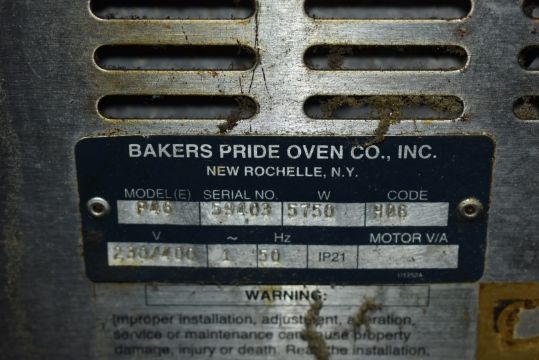 BAKERS PRIDE OVEN CO., INC.
NEW ROCHELLE, N.Y.
MODEL(E) SERIAL NO. W CODE
P46 59403 5750 H06
V ~ Hz MOTOR V/A
230/400 1 50 IP21
U1252A
WARNING:
Improper installation, adjustment, alteration,
service or maintenance can cause property
damage, injury or death. Read the installation,